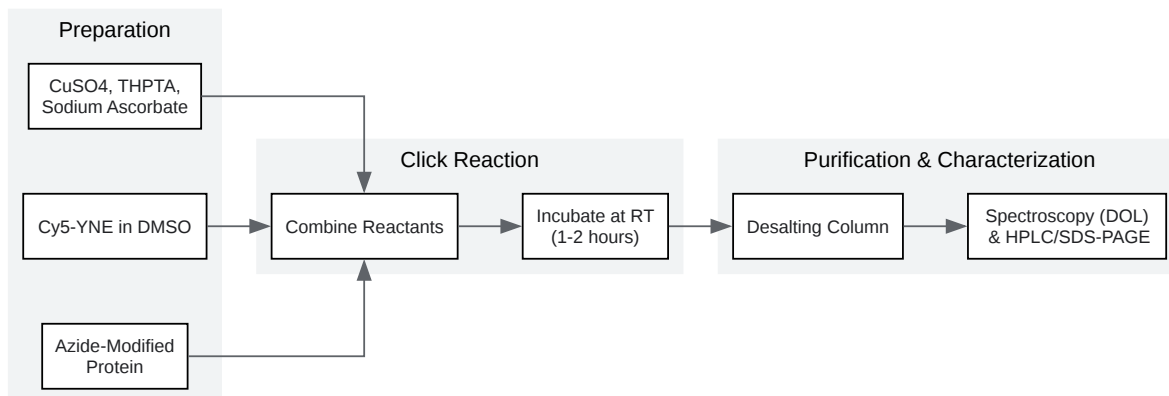 Preparation
CuSO4, THPTA,
Sodium Ascorbate
Cy5-YNE in DMSO
Azide-Modified
Protein
Click Reaction
Combine Reactants
Incubate at RT
(1-2 hours)
Purification & Characterization
Desalting Column
Spectroscopy (DOL)
& HPLC/SDS-PAGE